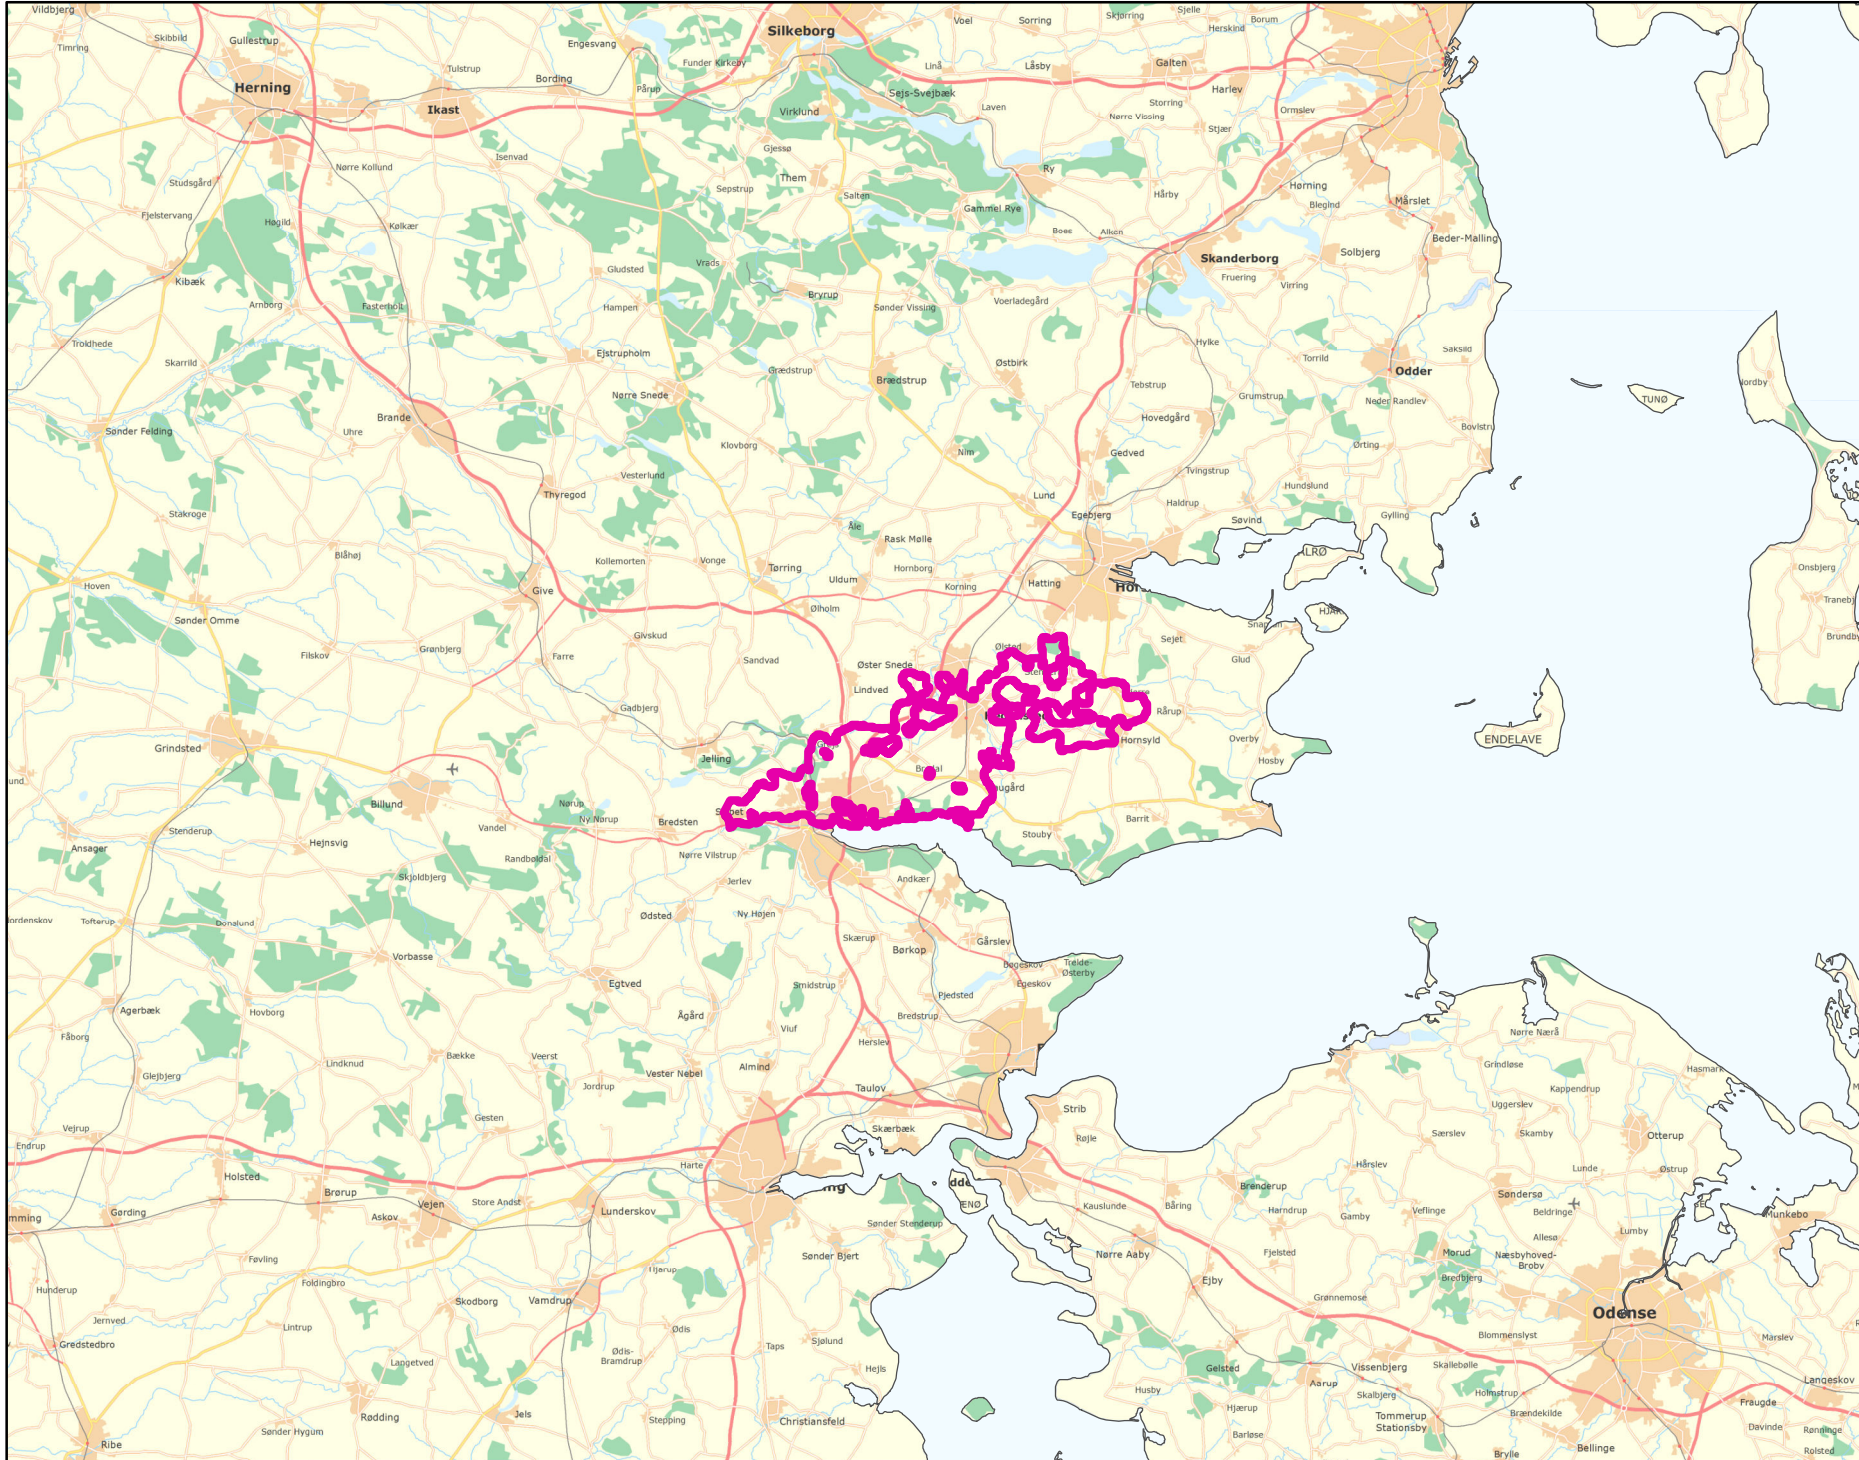 Vildbjerg
Silkeborg
Voel
Sorring
Skjørring
Sjelle
Herskind
Borum
Timring
Skibbild
Gullestrup
Engesvang
Funder Kirkeby
Linå
Låsby
Galten
Herning
Ikast
Tulstrup
Bording
Pårup
Virklund
Sejs-Svejbæk
Laven
Nørre Vissing
Storring
Harlev
Ormslev
Stjær
Nørre Kollund
Isenvad
Gjessø
Them
Ry
Studsgård
Sepstrup
Salten
Gammel Rye
Hårby
Hørning
Blegind
Mårslet
Fjelstervang
Høgild
Kølkær
Boes
Alken
Beder-Malling
Kibæk
Gludsted
Vrads
Skanderborg
Solbjerg
Fruering
Virring
Arnborg
Fasterholt
Hampen
Bryrup
Sønder Vissing
Voerladegård
Troldhede
Skarrild
Ejstrupholm
Grædstrup
Brædstrup
Østbirk
Hylke
Torrild
Saksild
Odder
Tebstrup
Nordby
TUNØ
Nørre Snede
Grumstrup
Neder Randlev
Brande
Uhre
Sønder Felding
Klovborg
Nim
Hovedgård
Gedved
Ørting
Vesterlund
Tvingstrup
Thyregod
Hundslund
Stakroge
Lund
Haldrup
Egebjerg
Søvind
Gylling
Blåhøj
Åle
Rask Mølle
Kollemorten
Vonge
Tørring
Hornborg
Uldum
Korning
Hatting
Onsbjerg
Hoven
Give
Ølholm
Sønder Omme
Givskud
Ølsted
Sejet
Grønbjerg
Filskov
Farre
Sandvad
Øster Snede
Glud
Lindved
Gadbjerg
Rårup
Hornsyld
Overby
Hosby
ENDELAVE
Grindsted
Jelling
Billund
Nørup
Ny Nørup
Vandel
Bredsten
Barrit
Stouby
Stenderup
Ansager
Hejnsvig
Randbøldal
Nørre Vilstrup
Skjoldbjerg
Jerlev
Andkær
Tofterup
Donslund
Ødsted
Ny Højen
Skærup
Børkop
Gårslev
Vorbasse
Bøgeskov
Trelde-
Østerby
Egtved
Smidstrup
Egeskov
Pjedsted
Agerbæk
Hovborg
Ågård
Viuf
Bredstrup
Fåborg
Herslev
Nørre Nærå
Bække
Veerst
Lindknud
Glejbjerg
Vester Nebel
Almind
Taulov
Jordrup
Grindløse
Kappendrup
Hasmark
Strib
Uggerslev
Gesten
Vejrup
Endrup
Skærbæk
Røjle
Særslev
Skamby
Otterup
Harte
Holsted
Hårslev
Lunde
Østrup
Brørup
Vejen
Store Andst
Brenderup
Søndersø
Lunderskov
Gørding
Askov
Kauslunde
Båring
Harndrup
Gamby
Veflinge
Beldringe
Munkebo
Sønder Stenderup
Allesø
Lumby
Føvling
Sønder Bjert
Nørre Aaby
Fjelsted
Morud
Næsbyhoved-
Brobv
Foldingbro
Hjarup
Ejby
Bredbjerg
Hunderup
Skodborg
Vamdrup
Grønnemose
Odense
Jernved
Lintrup
Ødis
Sjølund
Taps
Blommenslyst
Marslev
Gredstedbro
Langetved
Ødis-
Bramdrup
Hejls
Gelsted
Vissenbjerg
Skallebølle
Aarup
Husby
Skalbjerg
Holmstrup
Langeskov
Rødding
Jels
Stepping
Christiansfeld
Hjærup
Tommerup
Stationsby
Brændekilde
Fraugde
Davinde
Rønninge
Sønder Hygum
Barløse
Ribe
Brylle
Bellinge
Rolsted